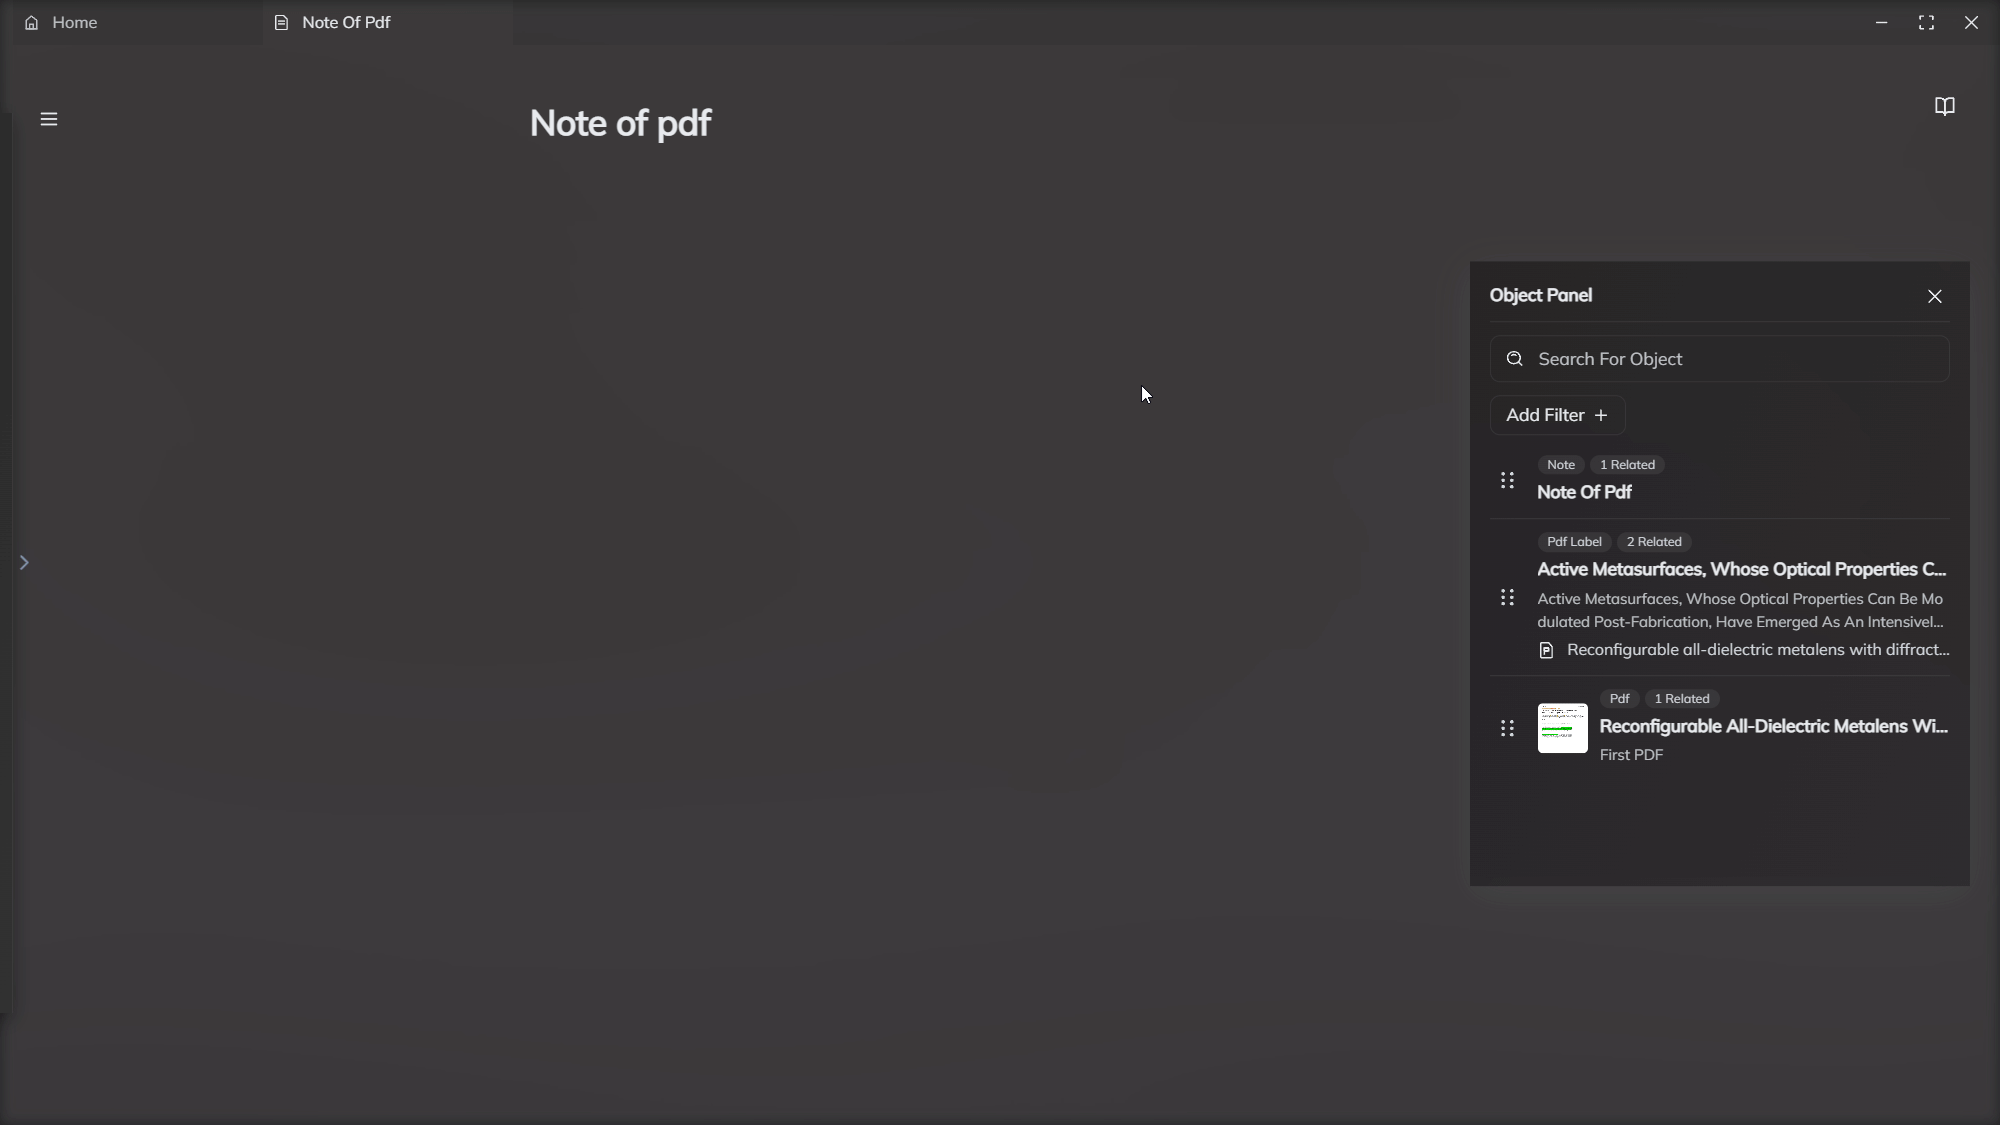 Home
Note Of Pdf
Note of pdf
Object Panel
Search For Object
Add Filter +
Note 1 Related
Note Of Pdf
Pdf Label 2 Related
Active Metasurfaces, Whose Optical Properties C...
Active Metasurfaces, Whose Optical Properties Can Be Mo
dulated Post-Fabrication, Have Emerged As An Intensivel...
Reconfigurable all-dielectric metalens with diffract...
Pdf 1 Related
Reconfigurable All-Dielectric Metalens Wi...
First PDF